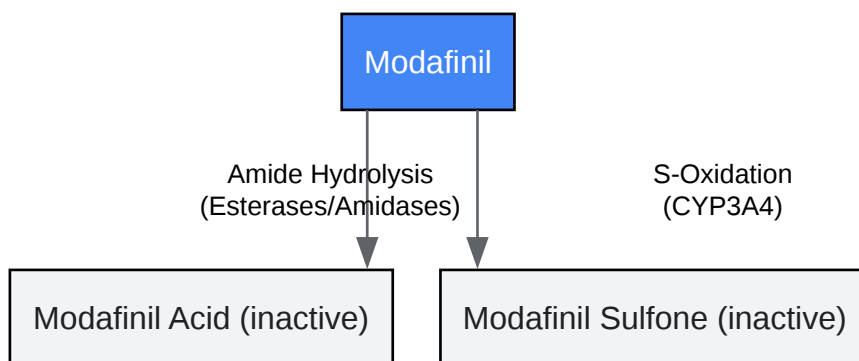 Modafinil
Amide Hydrolysis
(Esterases/Amidases)
S-Oxidation
(CYP3A4)
Modafinil Acid (inactive)
Modafinil Sulfone (inactive)